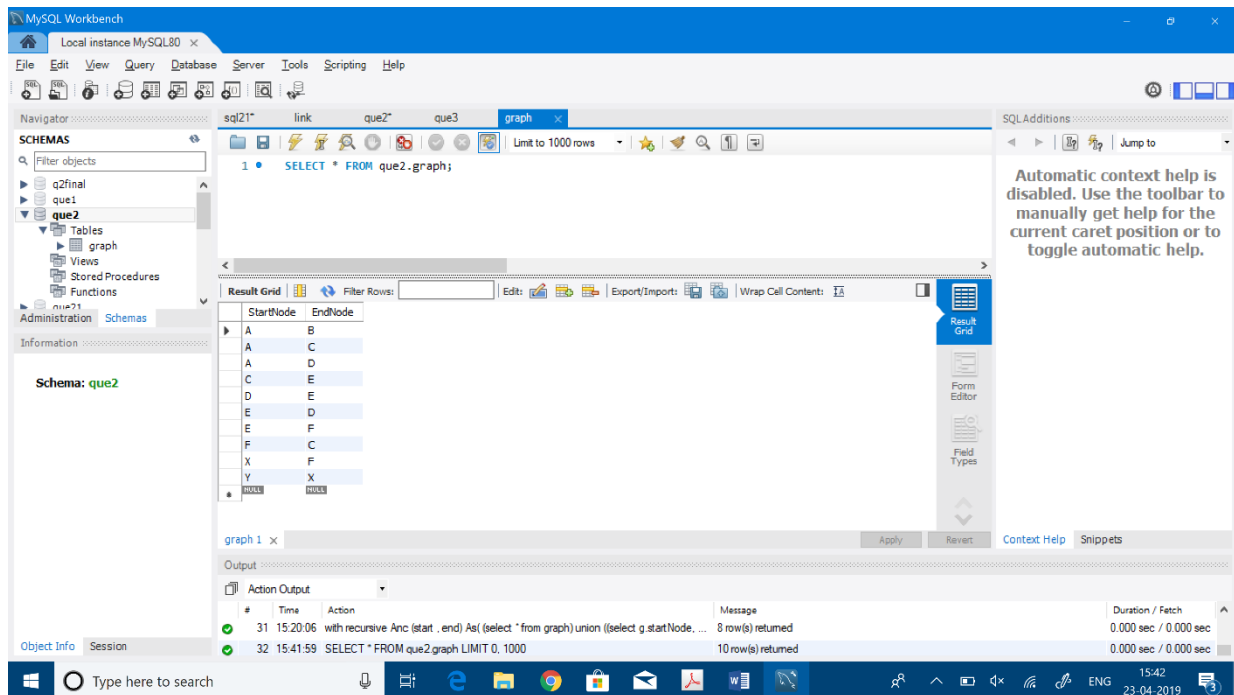 MySQL Workbench
Local instance MySQL80
File Edit View Query Database Server Tools Scripting Help
Navigator
SCHEMAS
Filter objects
q2final
que1
que2
Tables
graph
Views
Stored Procedures
Functions
que21
Administration Schemas
Information
Schema: que2
Object Info Session
sql21* link que2* que3 graph
Limit to 1000 rows
1 SELECT * FROM que2.graph;
Result Grid Filter Rows: Edit: Export/Import: Wrap Cell Content:
StartNode EndNode
A B
A C
A D
C E
D E
E D
E F
F C
X F
Y X
NULL NULL
Result Grid
Form Editor
Field Types
graph 1
Apply Revert
SQLAdditions
Jump to
Automatic context help is
disabled. Use the toolbar to
manually get help for the
current caret position or to
toggle automatic help.
Context Help Snippets
Output
Action Output
# Time Action Message Duration / Fetch
31 15:20:06 with recursive Anc (start , end) As( (select * from graph) union ((select g.startNode, ... 8 row(s) returned 0.000 sec / 0.000 sec
32 15:41:59 SELECT * FROM que2.graph LIMIT 0, 1000 10 row(s) returned 0.000 sec / 0.000 sec
Type here to search
ENG
15:42
23-04-2019
3